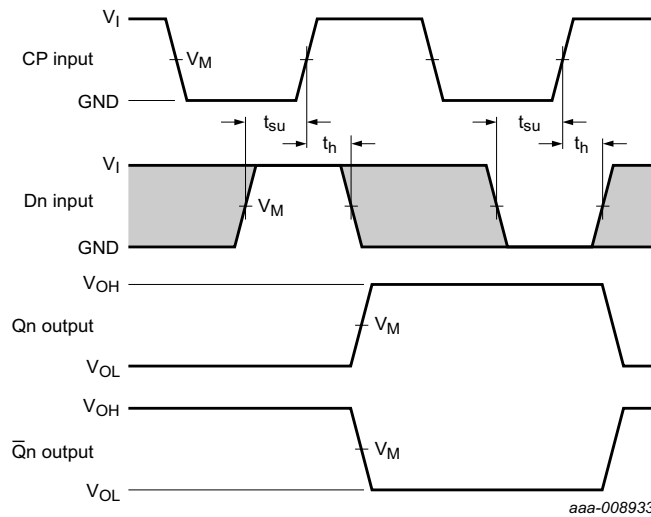 V_I
CP input
V_M
GND
t_su
t_su
t_h
t_h
V_I
Dn input
V_M
GND
V_OH
Qn output
V_M
V_OL
V_OH
Q̅n output
V_M
V_OL
aaa-008933